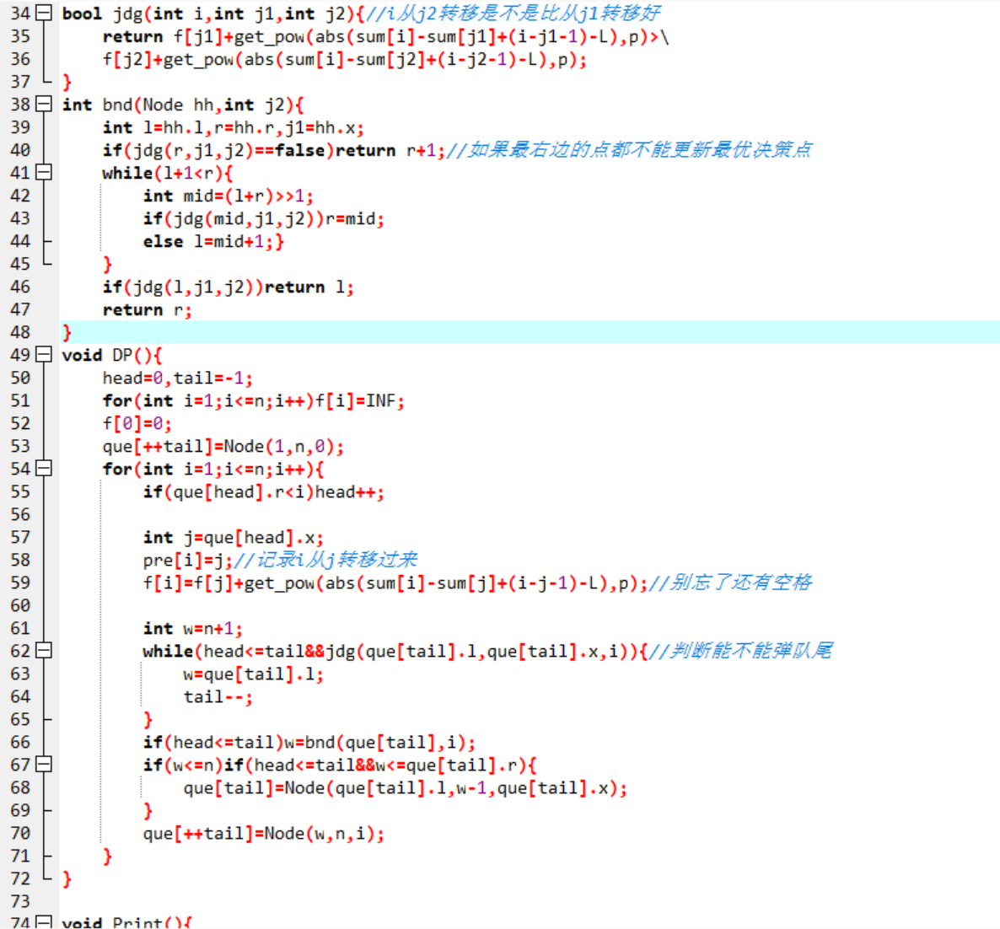 34 bool jdg(int i,int j1,int j2){//i从j2转移是不是比从j1转移好
35 return f[j1]+get_pow(abs(sum[i]-sum[j1]+(i-j1-1)-L),p)>\
36 f[j2]+get_pow(abs(sum[i]-sum[j2]+(i-j2-1)-L),p);
37 }
38 int bnd(Node hh,int j2){
39 int l=hh.l,r=hh.r,j1=hh.x;
40 if(jdg(r,j1,j2)==false)return r+1;//如果最右边的点都不能更新最优决策点
41 while(l+1<r){
42 int mid=(l+r)>>1;
43 if(jdg(mid,j1,j2))r=mid;
44 else l=mid+1;}
45 }
46 if(jdg(l,j1,j2))return l;
47 return r;
48 }
49 void DP(){
50 head=0,tail=-1;
51 for(int i=1;i<=n;i++)f[i]=INF;
52 f[0]=0;
53 que[++tail]=Node(1,n,0);
54 for(int i=1;i<=n;i++){
55 if(que[head].r<i)head++;
56
57 int j=que[head].x;
58 pre[i]=j;//记录i从j转移过来
59 f[i]=f[j]+get_pow(abs(sum[i]-sum[j]+(i-j-1)-L),p);//别忘了还有空格
60
61 int w=n+1;
62 while(head<=tail&&jdg(que[tail].l,que[tail].x,i)){//判断能不能弹队尾
63 w=que[tail].l;
64 tail--;
65 }
66 if(head<=tail)w=bnd(que[tail],i);
67 if(w<=n)if(head<=tail&&w<=que[tail].r){
68 que[tail]=Node(que[tail].l,w-1,que[tail].x);
69 }
70 que[++tail]=Node(w,n,i);
71 }
72 }
73
74 void Print(){